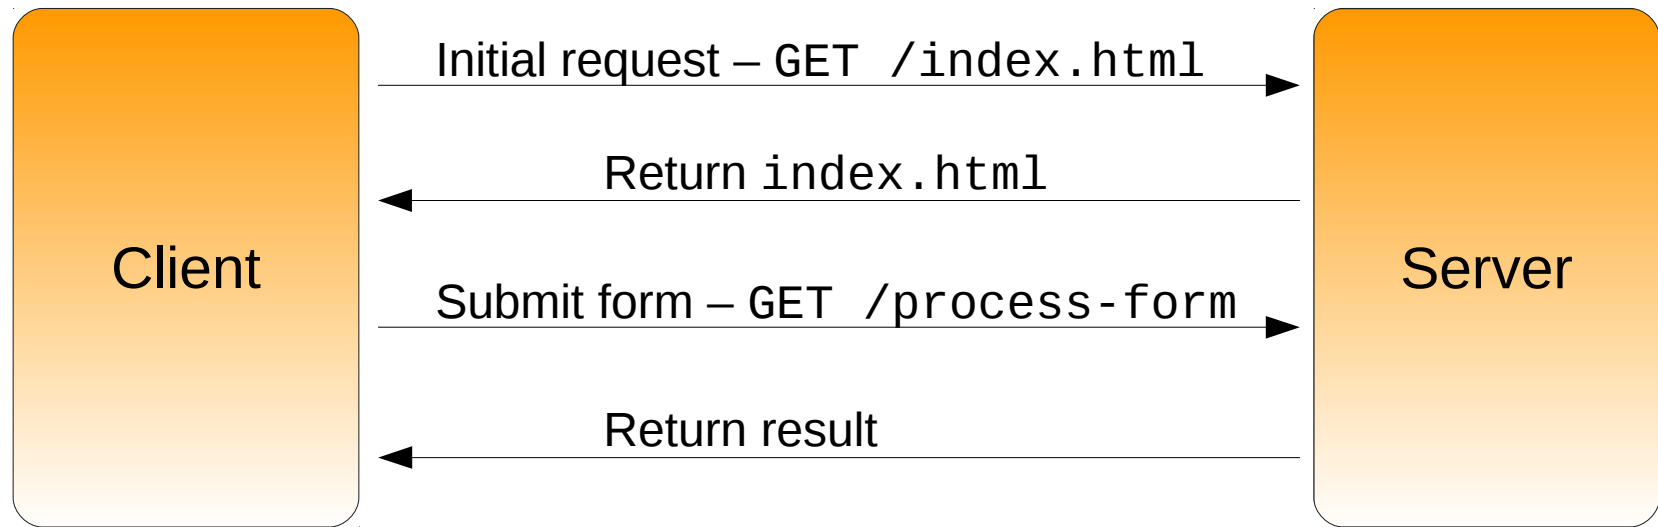 Initial request – GET /index.html
Return index.html
Client
Server
Submit form – GET /process-form
Return result